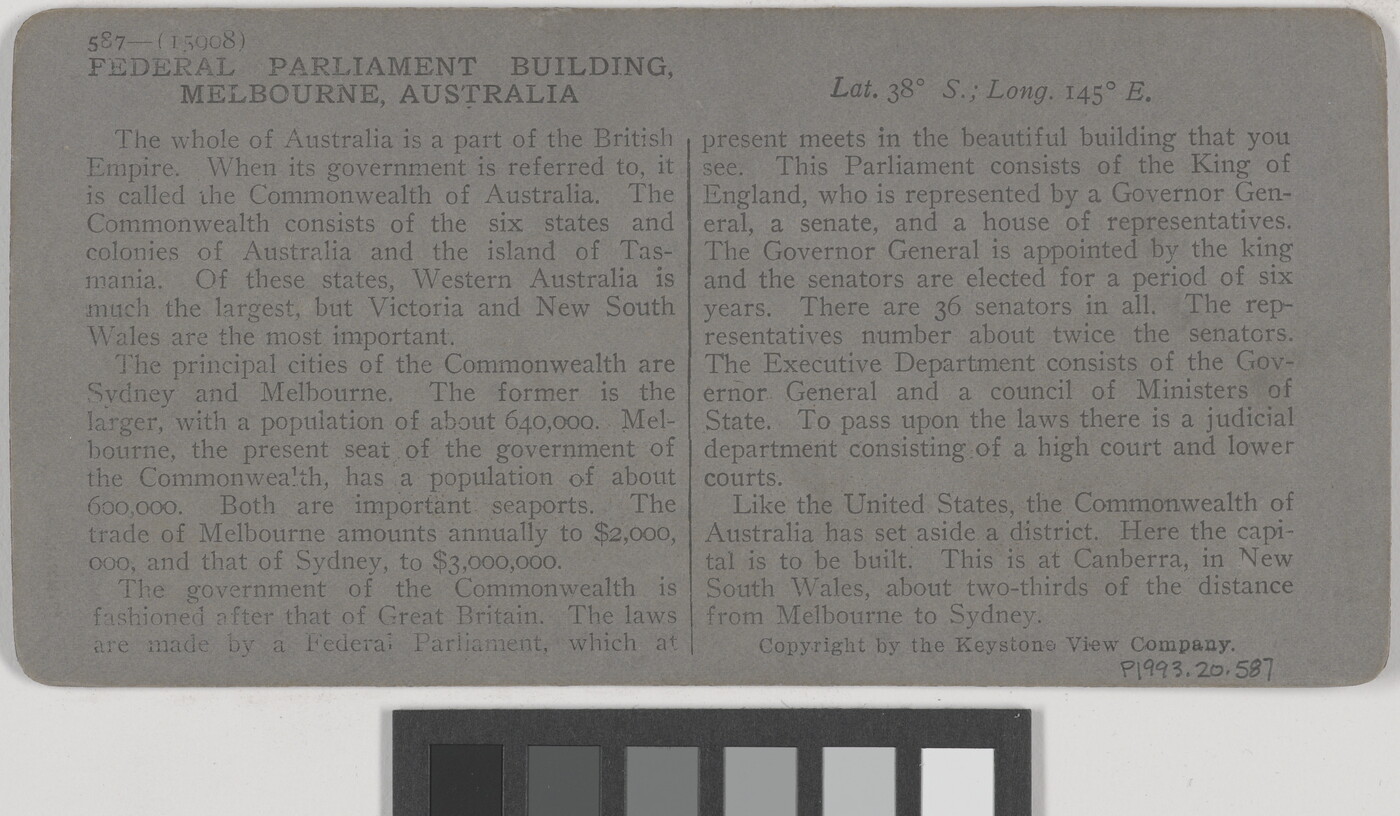 587—(15908)
FEDERAL PARLIAMENT BUILDING,
MELBOURNE, AUSTRALIA
The whole of Australia is a part of the British
Empire. When its government is referred to, it
is called the Commonwealth of Australia. The
Commonwealth consists of the six states and
colonies of Australia and the island of Tas-
mania. Of these states, Western Australia is
much the largest, but Victoria and New South
Wales are the most important.
The principal cities of the Commonwealth are
Sydney and Melbourne. The former is the
larger, with a population of about 640,000. Mel-
bourne, the present seat of the government of
the Commonwealth, has a population of about
600,000. Both are important seaports. The
trade of Melbourne amounts annually to $2,000,
000, and that of Sydney, to $3,000,000.
The government of the Commonwealth is
fashioned after that of Great Britain. The laws
are made by a Federal Parliament, which at
Lat. 38° S.; Long. 145° E.
present meets in the beautiful building that you
see. This Parliament consists of the King of
England, who is represented by a Governor Gen-
eral, a senate, and a house of representatives.
The Governor General is appointed by the king
and the senators are elected for a period of six
years. There are 36 senators in all. The rep-
resentatives number about twice the senators.
The Executive Department consists of the Gov-
ernor General and a council of Ministers of
State. To pass upon the laws there is a judicial
department consisting of a high court and lower
courts.
Like the United States, the Commonwealth of
Australia has set aside a district. Here the capi-
tal is to be built. This is at Canberra, in New
South Wales, about two-thirds of the distance
from Melbourne to Sydney.
Copyright by the Keystone View Company.
P1993.20.587